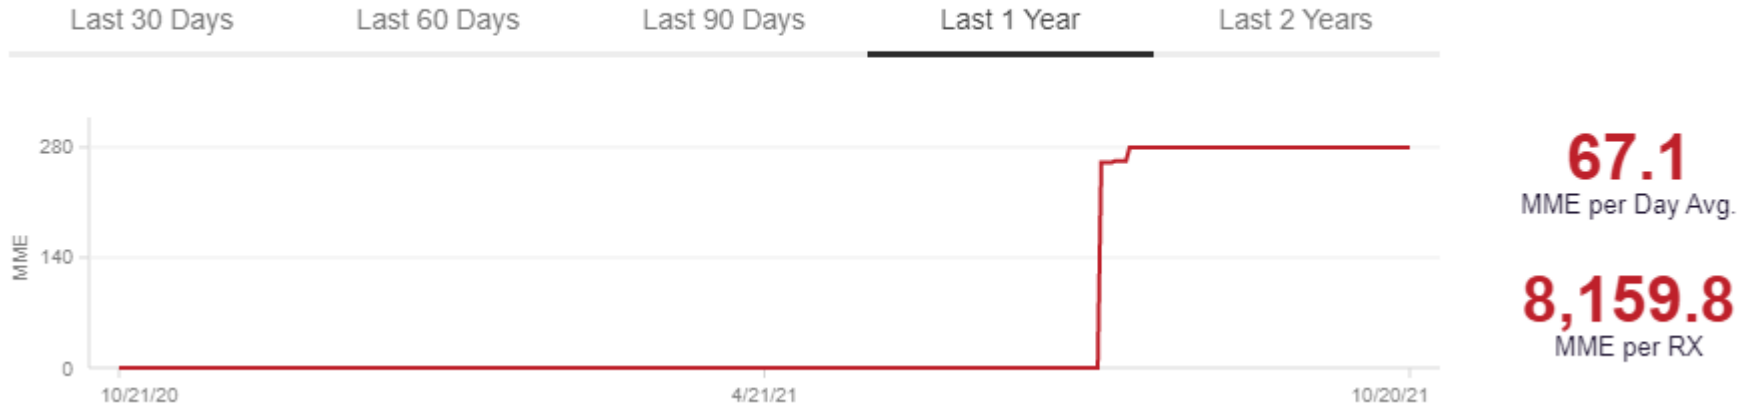 Last 30 Days
Last 60 Days
Last 90 Days
Last 1 Year
Last 2 Years
280
140
0
MME
10/21/20
4/21/21
10/20/21
67.1
MME per Day Avg.
8,159.8
MME per RX